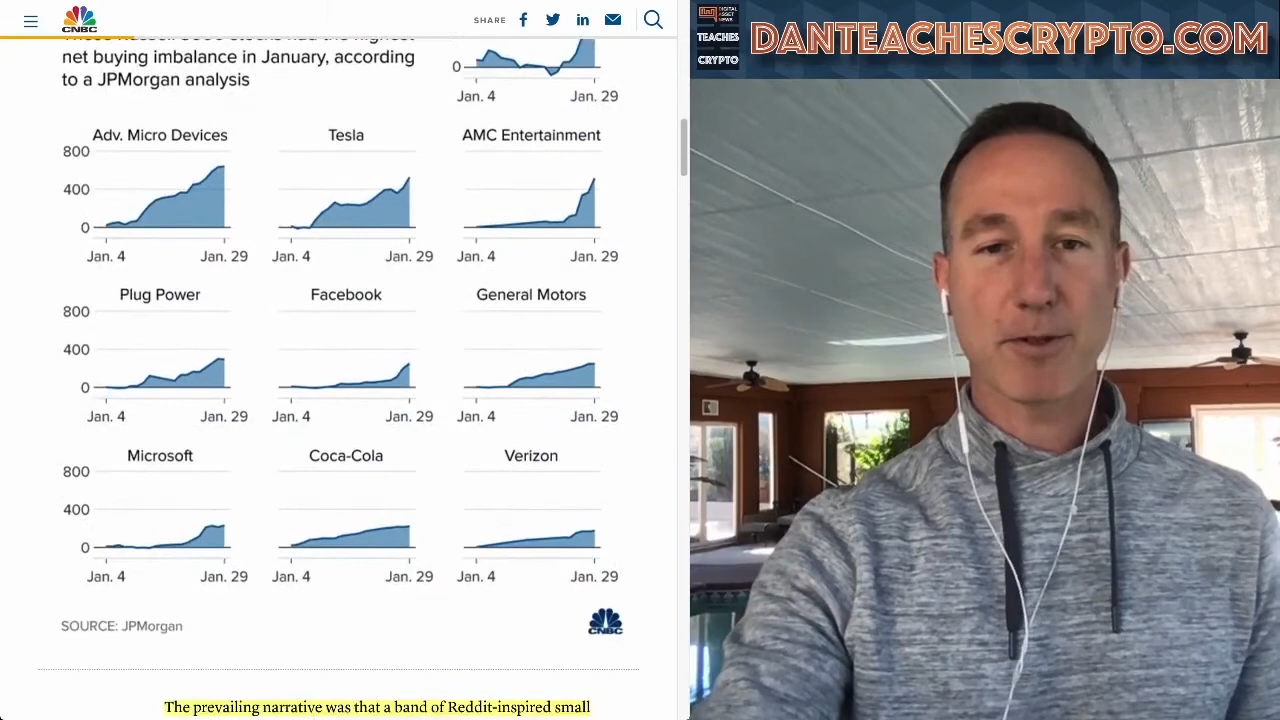 CNBC
SHARE
DIGITAL
ASSET
NEWS
TEACHES
CRYPTO
DANTEACHESCRYPTO.COM
net buying imbalance in January, according
to a JPMorgan analysis
0
Jan. 4 Jan. 29
Adv. Micro Devices Tesla AMC Entertainment
800
400
0
Jan. 4 Jan. 29 Jan. 4 Jan. 29 Jan. 4 Jan. 29
Plug Power Facebook General Motors
800
400
0
Jan. 4 Jan. 29 Jan. 4 Jan. 29 Jan. 4 Jan. 29
Microsoft Coca-Cola Verizon
800
400
0
Jan. 4 Jan. 29 Jan. 4 Jan. 29 Jan. 4 Jan. 29
SOURCE: JPMorgan
CNBC
The prevailing narrative was that a band of Reddit-inspired small